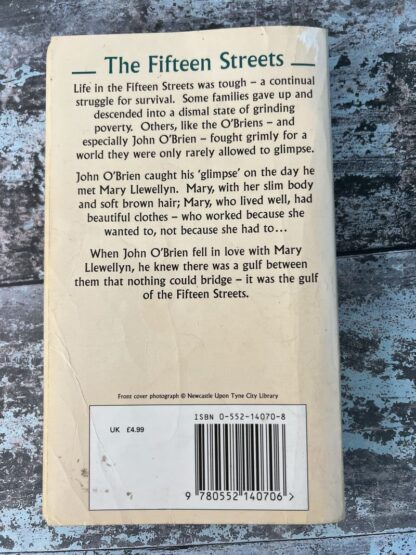 The Fifteen Streets
Life in the Fifteen Streets was tough – a continual
struggle for survival. Some families gave up and
descended into a dismal state of grinding
poverty. Others, like the O'Briens – and
especially John O'Brien – fought grimly for a
world they were only rarely allowed to glimpse.
John O'Brien caught his 'glimpse' on the day he
met Mary Llewellyn. Mary, with her slim body
and soft brown hair; Mary, who lived well, had
beautiful clothes – who worked because she
wanted to, not because she had to...
When John O'Brien fell in love with Mary
Llewellyn, he knew there was a gulf between
them that nothing could bridge – it was the gulf
of the Fifteen Streets.
Front cover photograph © Newcastle Upon Tyne City Library
ISBN 0-552-14070-8
UK £4.99
9 780552 140706 >